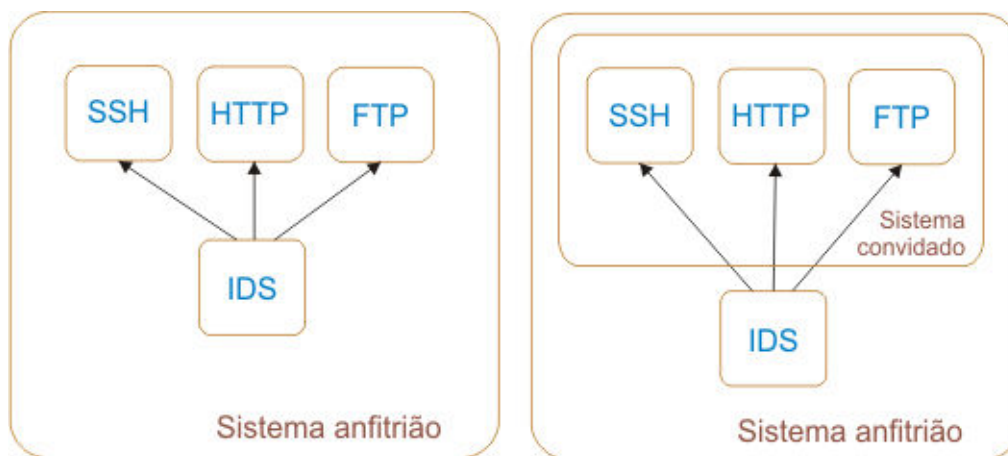 SSH HTTP FTP
IDS
Sistema anfitrião
SSH HTTP FTP
Sistema
convidado
IDS
Sistema anfitrião